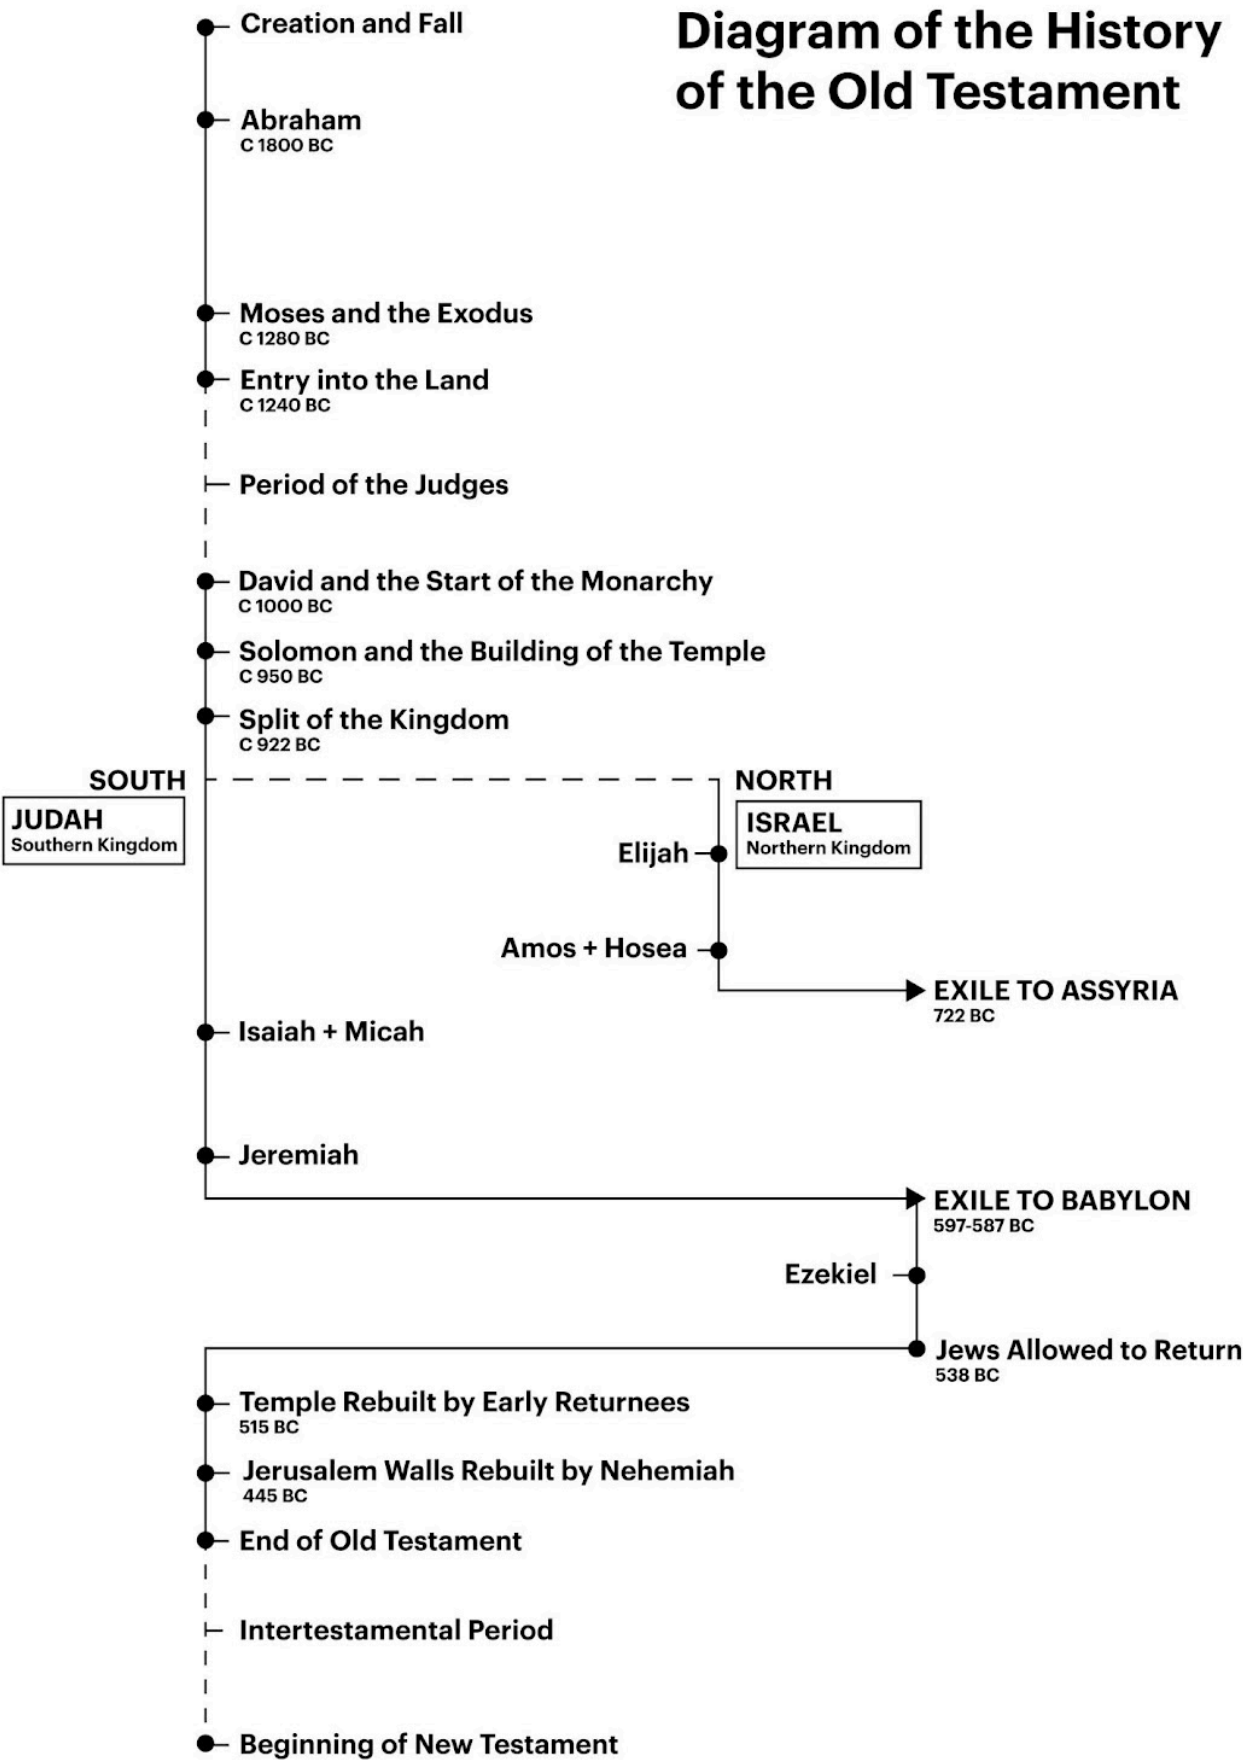 Diagram of the History
of the Old Testament
Creation and Fall
Abraham
C 1800 BC
Moses and the Exodus
C 1280 BC
Entry into the Land
C 1240 BC
Period of the Judges
David and the Start of the Monarchy
C 1000 BC
Solomon and the Building of the Temple
C 950 BC
Split of the Kingdom
C 922 BC
SOUTH
JUDAH
Southern Kingdom
NORTH
ISRAEL
Northern Kingdom
Elijah
Amos + Hosea
EXILE TO ASSYRIA
722 BC
Isaiah + Micah
Jeremiah
EXILE TO BABYLON
597-587 BC
Ezekiel
Jews Allowed to Return
538 BC
Temple Rebuilt by Early Returnees
515 BC
Jerusalem Walls Rebuilt by Nehemiah
445 BC
End of Old Testament
Intertestamental Period
Beginning of New Testament